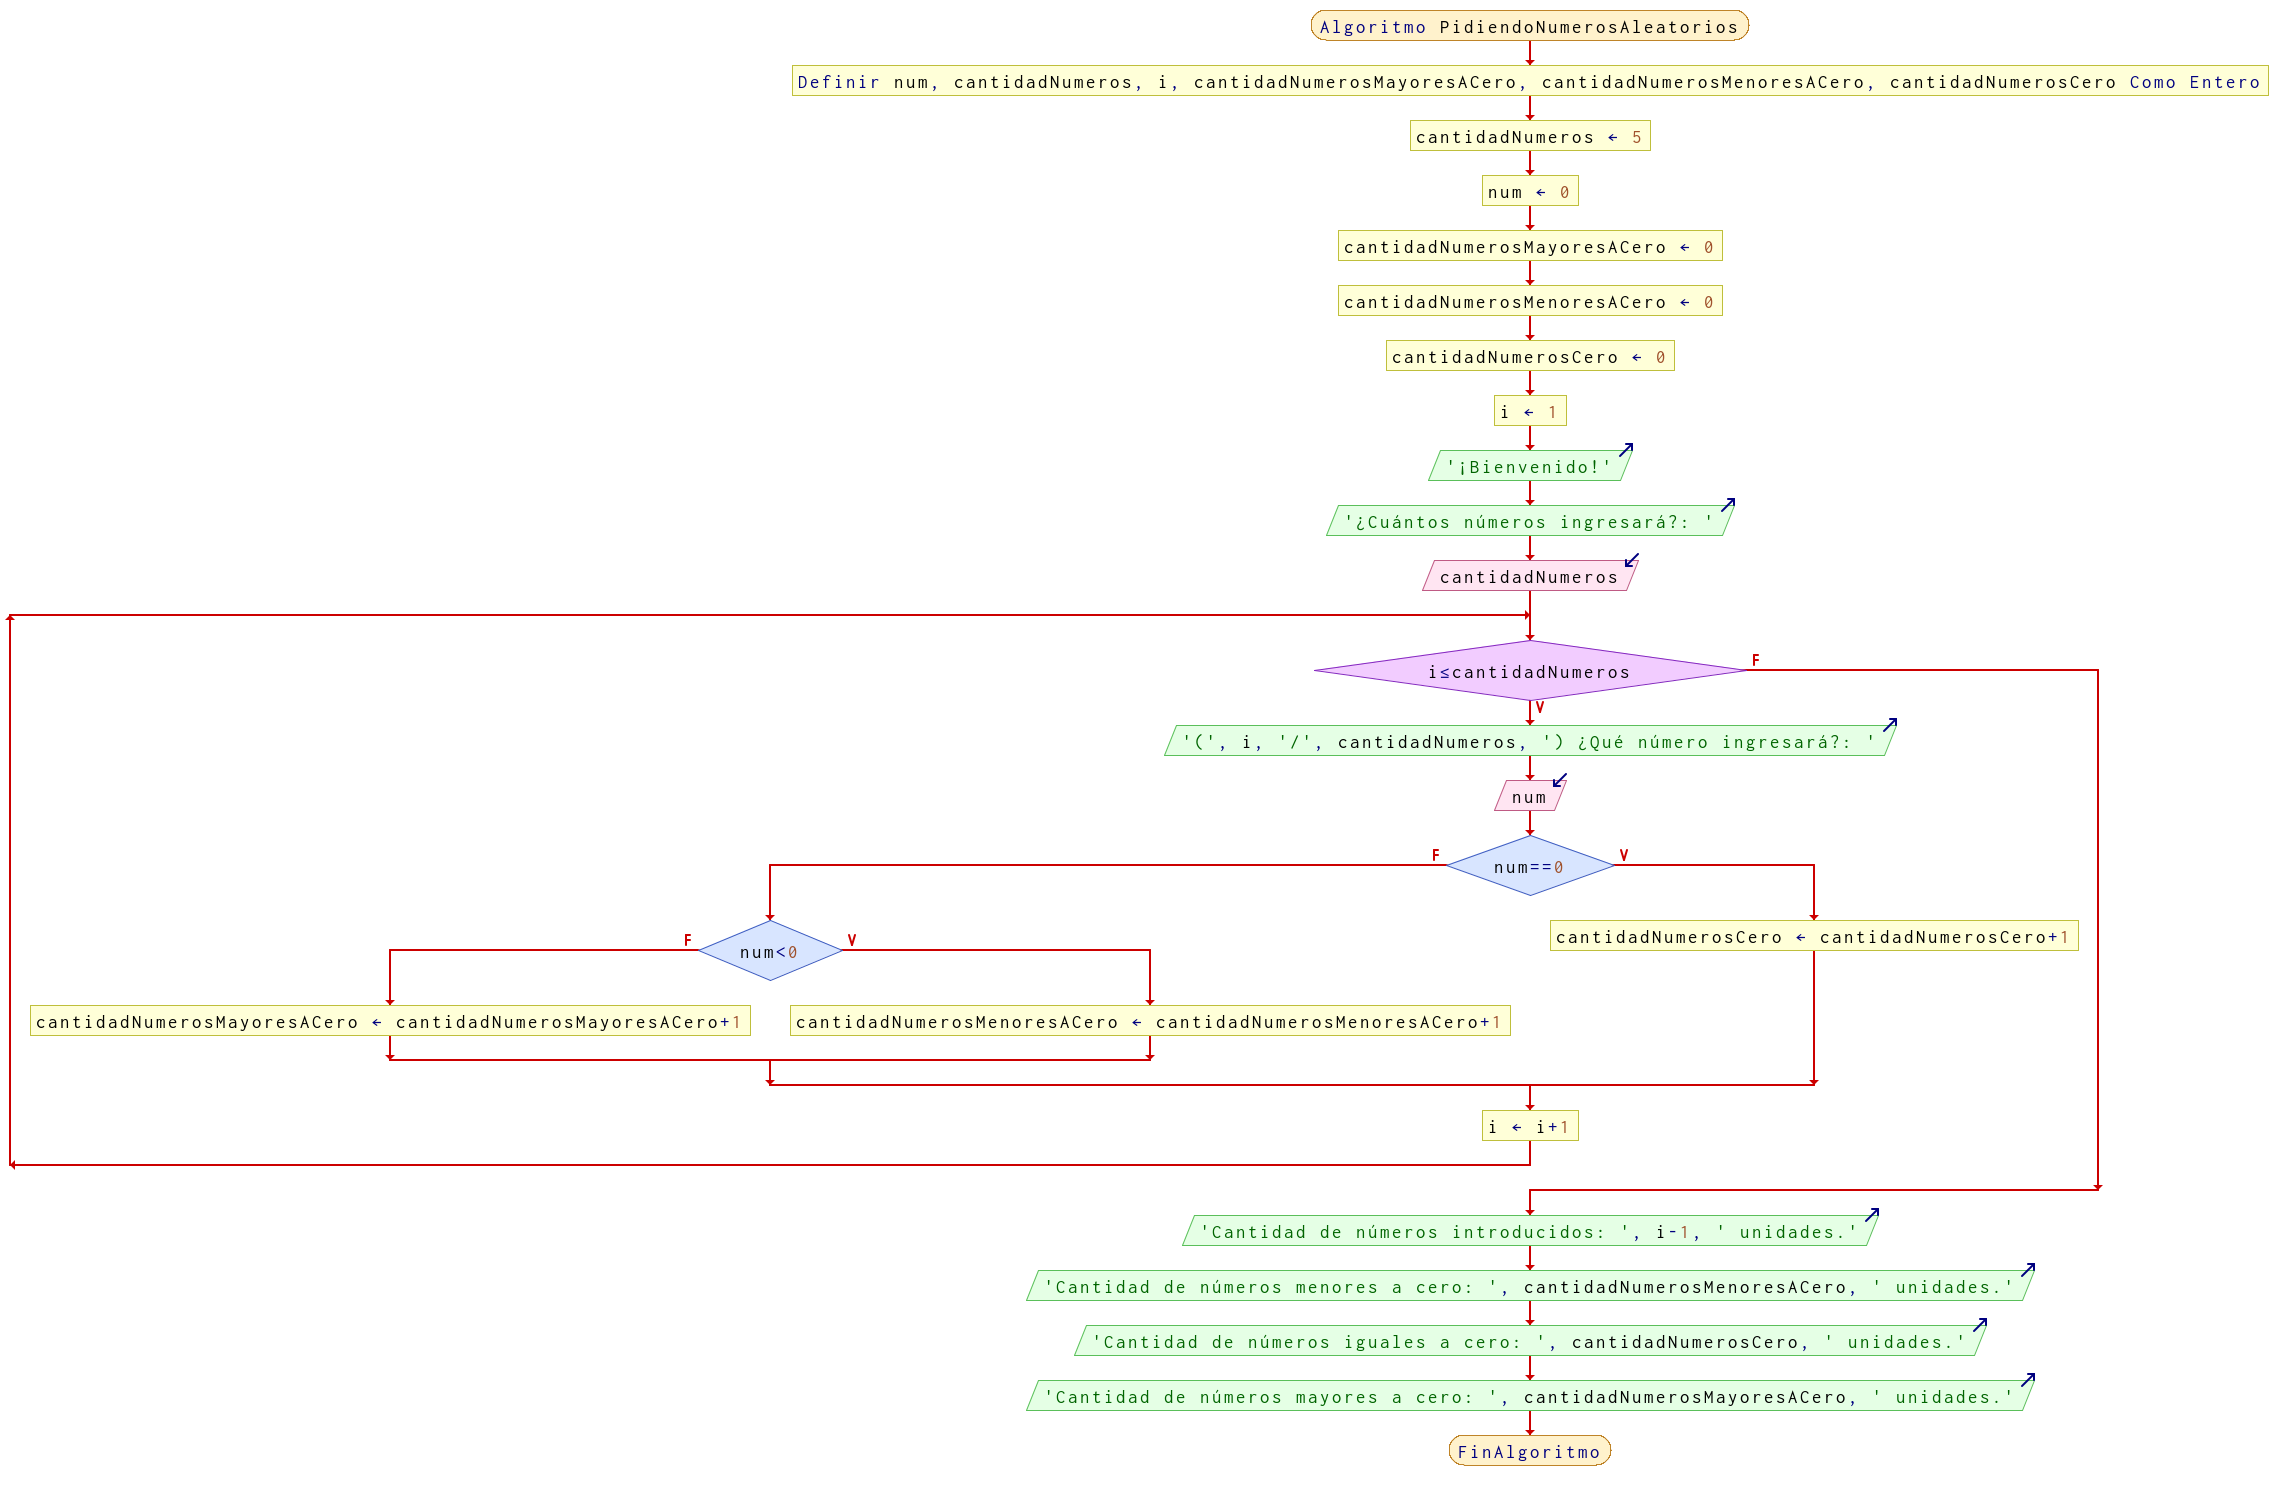 Algoritmo PidiendoNumerosAleatorios
Definir num, cantidadNumeros, i, cantidadNumerosMayoresACero, cantidadNumerosMenoresACero, cantidadNumerosCero Como Entero
cantidadNumeros ← 5
num ← 0
cantidadNumerosMayoresACero ← 0
cantidadNumerosMenoresACero ← 0
cantidadNumerosCero ← 0
i ← 1
'¡Bienvenido!'
'¿Cuántos números ingresará?: '
cantidadNumeros
i≤cantidadNumeros
F
V
'(', i, '/', cantidadNumeros, ') ¿Qué número ingresará?: '
num
F
num==0
V
F
num<0
V
cantidadNumerosCero ← cantidadNumerosCero+1
cantidadNumerosMayoresACero ← cantidadNumerosMayoresACero+1
cantidadNumerosMenoresACero ← cantidadNumerosMenoresACero+1
i ← i+1
'Cantidad de números introducidos: ', i-1, ' unidades.'
'Cantidad de números menores a cero: ', cantidadNumerosMenoresACero, ' unidades.'
'Cantidad de números iguales a cero: ', cantidadNumerosCero, ' unidades.'
'Cantidad de números mayores a cero: ', cantidadNumerosMayoresACero, ' unidades.'
FinAlgoritmo